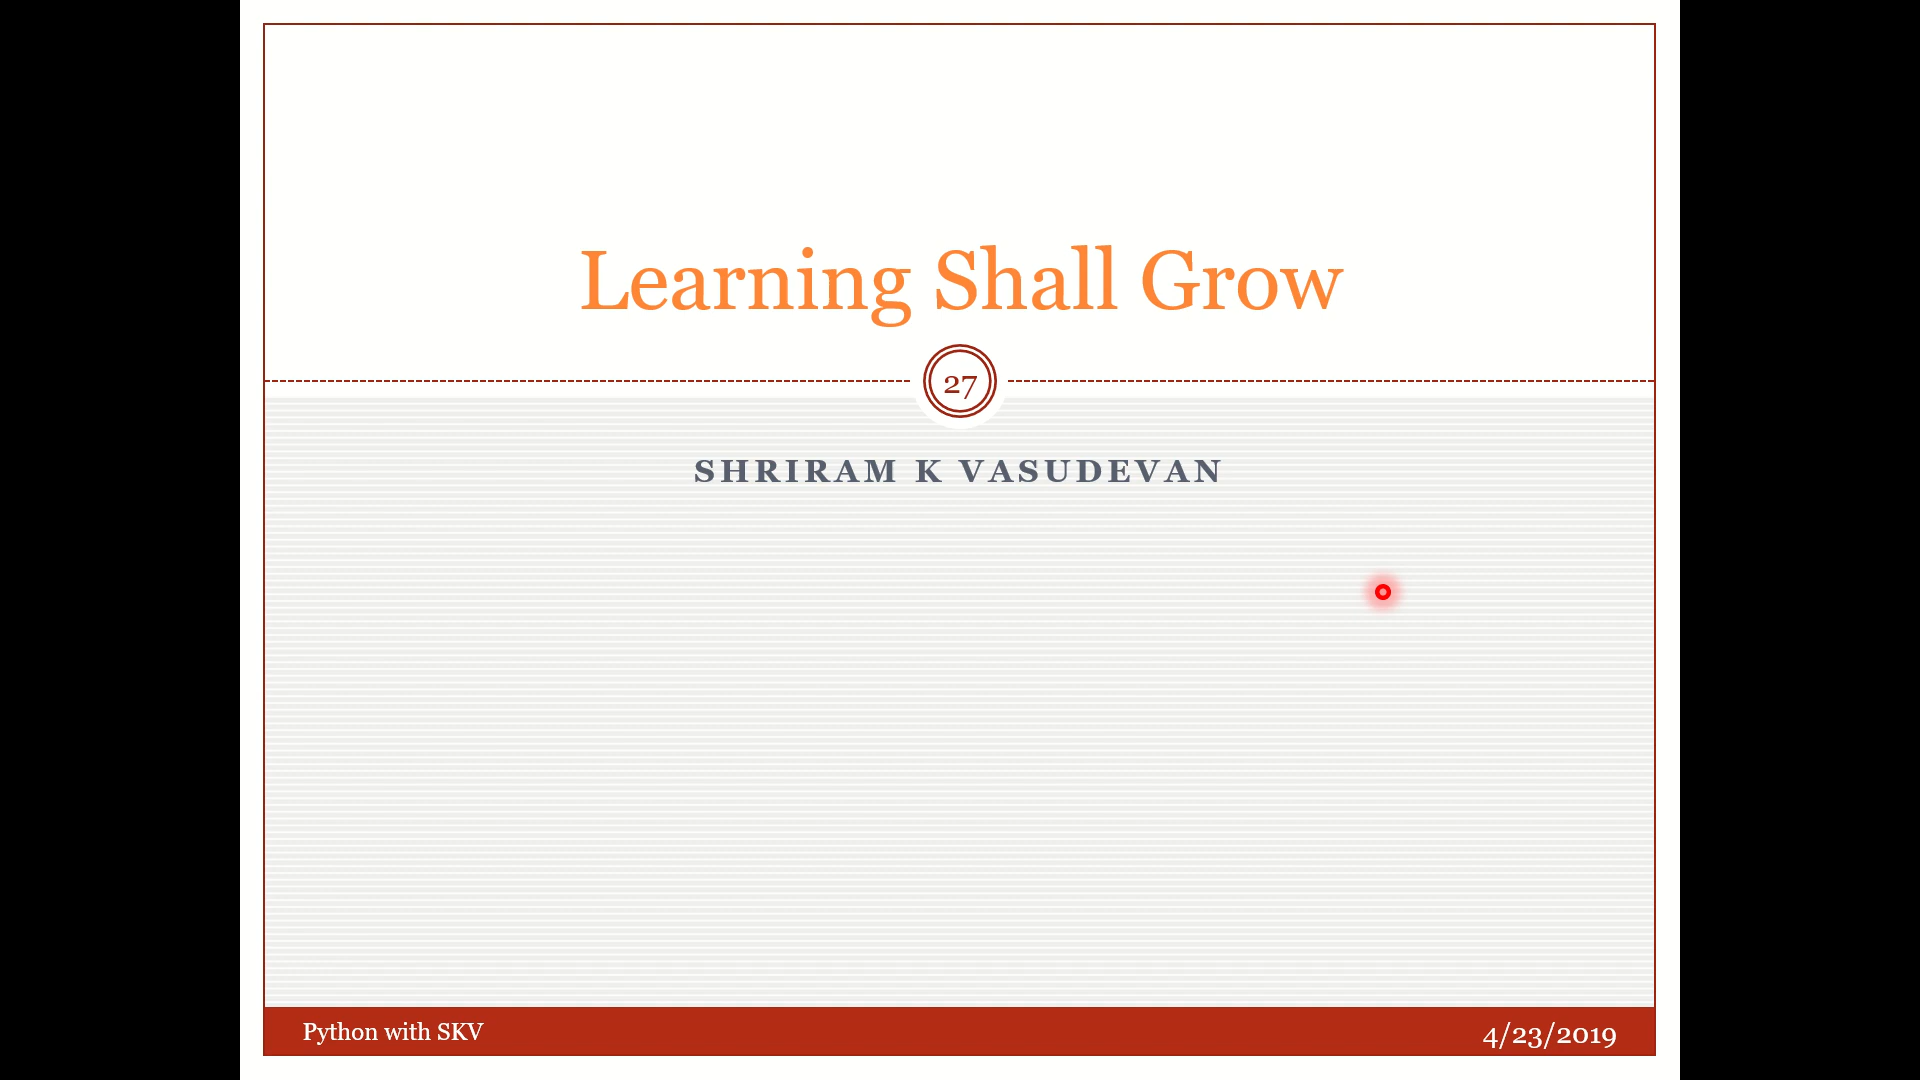 Learning Shall Grow
27
SHRIRAM K VASUDEVAN
Python with SKV
4/23/2019